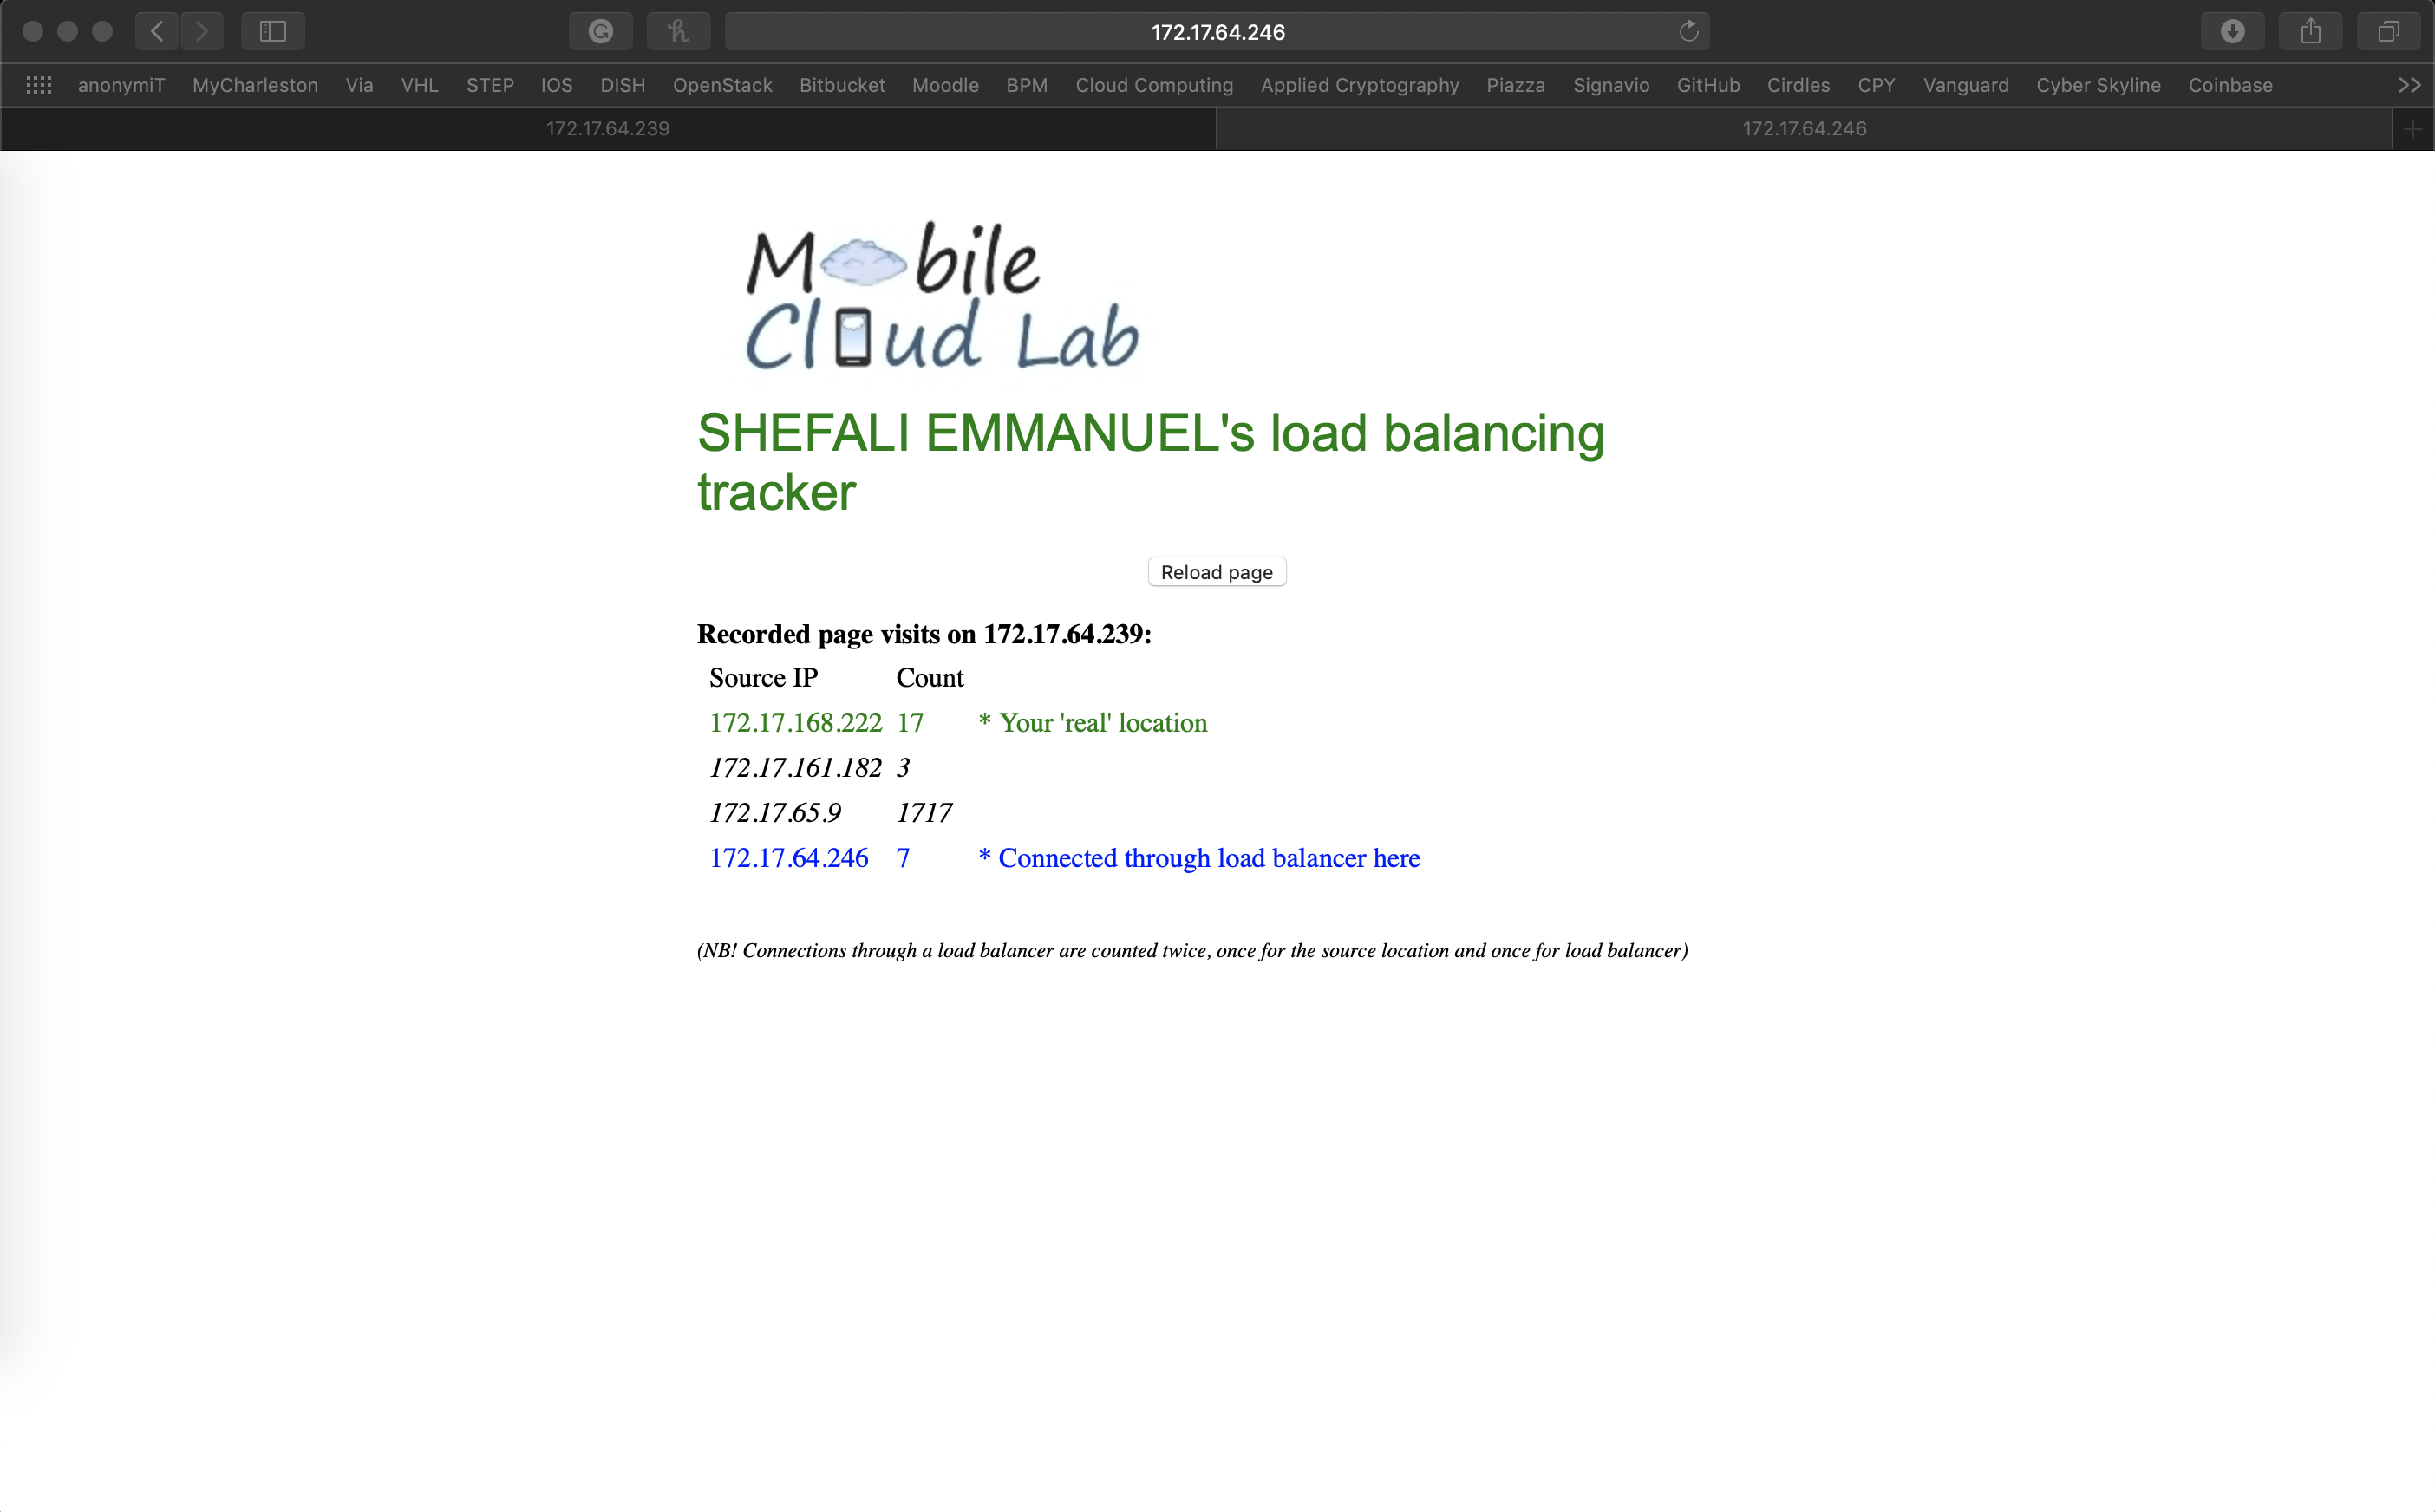 172.17.64.246
anonymiT MyCharleston Via VHL STEP IOS DISH OpenStack Bitbucket Moodle BPM Cloud Computing Applied Cryptography Piazza Signavio GitHub Cirdles CPY Vanguard Cyber Skyline Coinbase
172.17.64.239 172.17.64.246
Mobile
Cloud Lab
SHEFALI EMMANUEL's load balancing
tracker
Reload page
Recorded page visits on 172.17.64.239:
Source IP Count
172.17.168.222 17 * Your 'real' location
172.17.161.182 3
172.17.65.9 1717
172.17.64.246 7 * Connected through load balancer here
(NB! Connections through a load balancer are counted twice, once for the source location and once for load balancer)